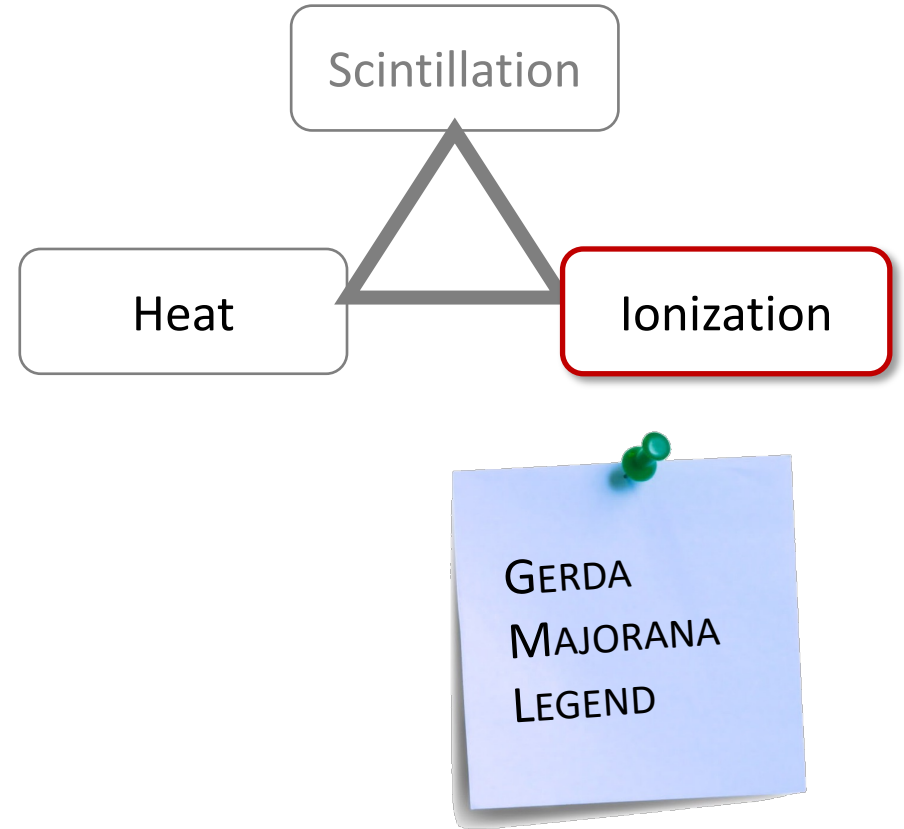 Scintillation
Heat
Ionization
GERDA
MAJORANA
LEGEND